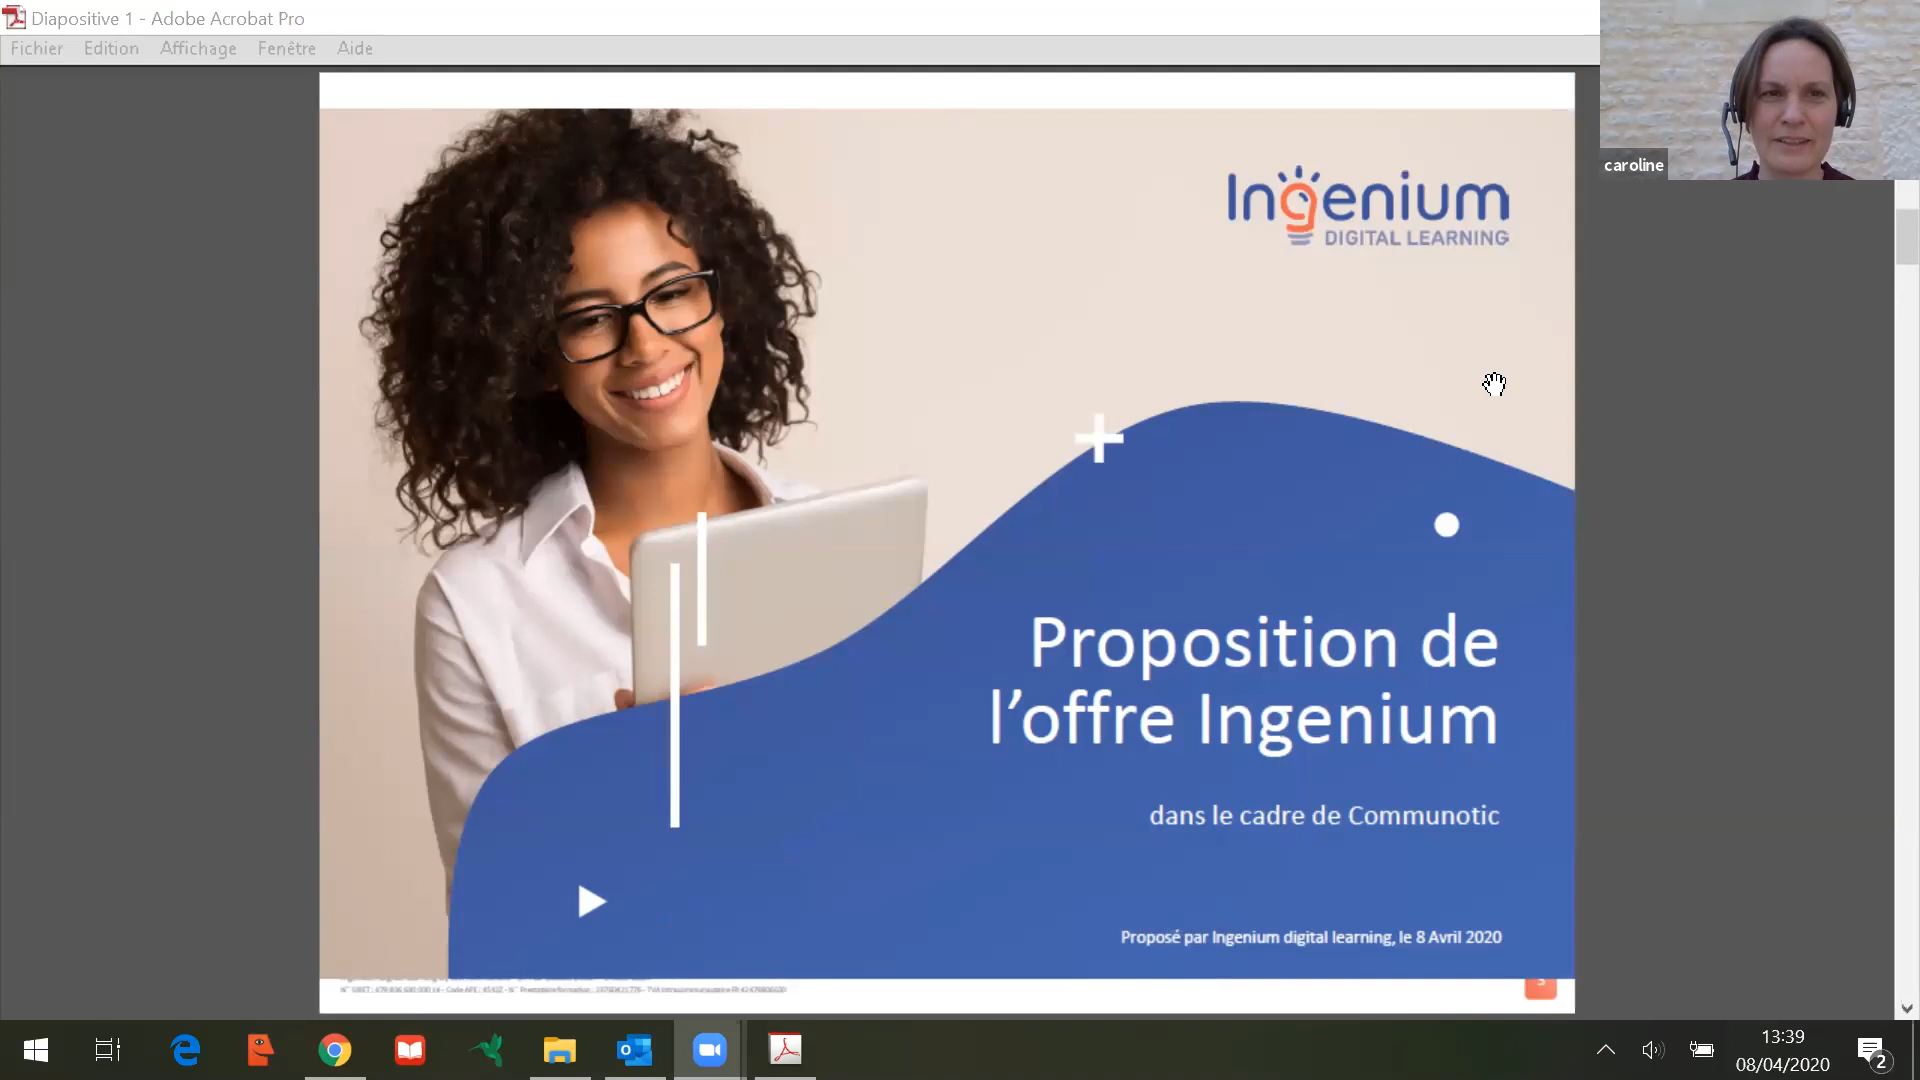 Diapositive 1 - Adobe Acrobat Pro
Fichier Edition Affichage Fenêtre Aide
caroline
Ingenium
DIGITAL LEARNING
Proposition de
l’offre Ingenium
dans le cadre de Communotic
Proposé par Ingenium digital learning, le 8 Avril 2020
13:39
08/04/2020
2